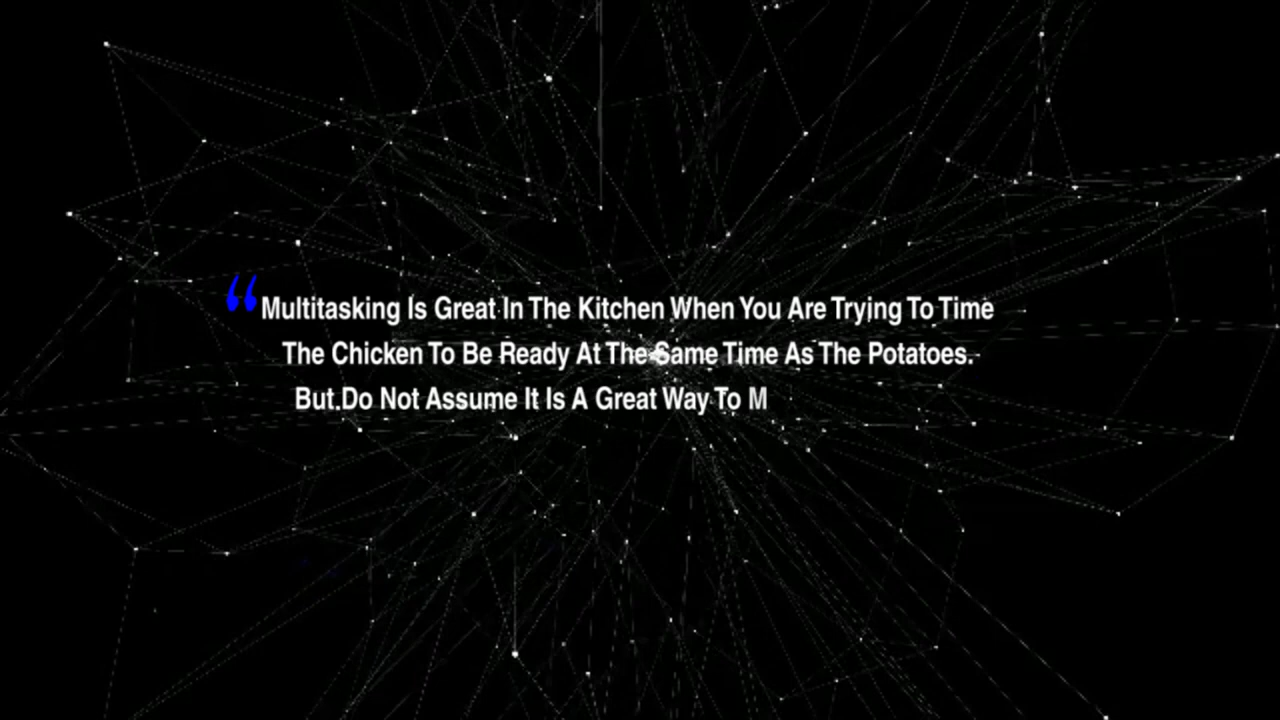 “Multitasking Is Great In The Kitchen When You Are Trying To Time
The Chicken To Be Ready At The Same Time As The Potatoes.
But Do Not Assume It Is A Great Way To M